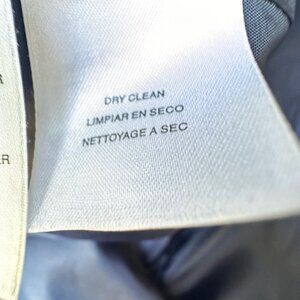 DRY CLEAN
LIMPIAR EN SECO
NETTOYAGE A SEC